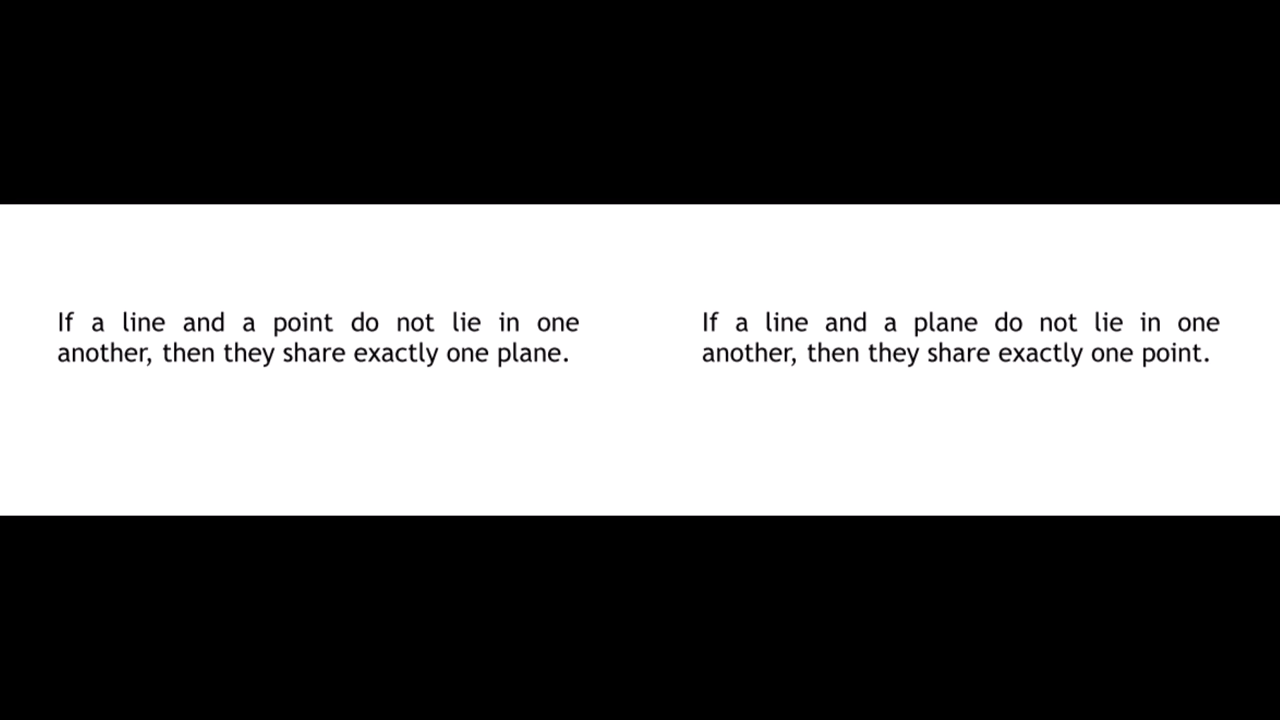 If a line and a point do not lie in one
another, then they share exactly one plane.
If a line and a plane do not lie in one
another, then they share exactly one point.